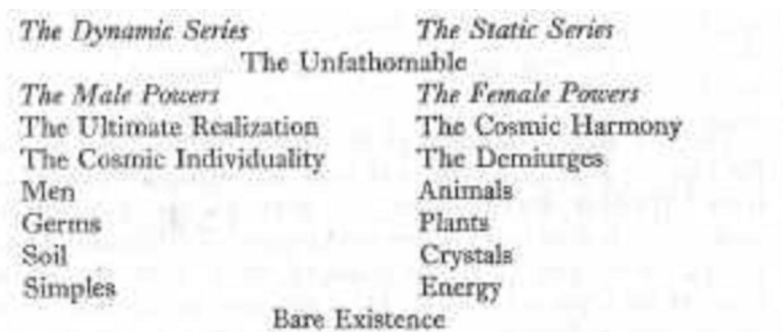 The Dynamic Series The Static Series
The Unfathomable
The Male Powers The Female Powers
The Ultimate Realization The Cosmic Harmony
The Cosmic Individuality The Demiurges
Men Animals
Germs Plants
Soil Crystals
Simples Energy
Bare Existence